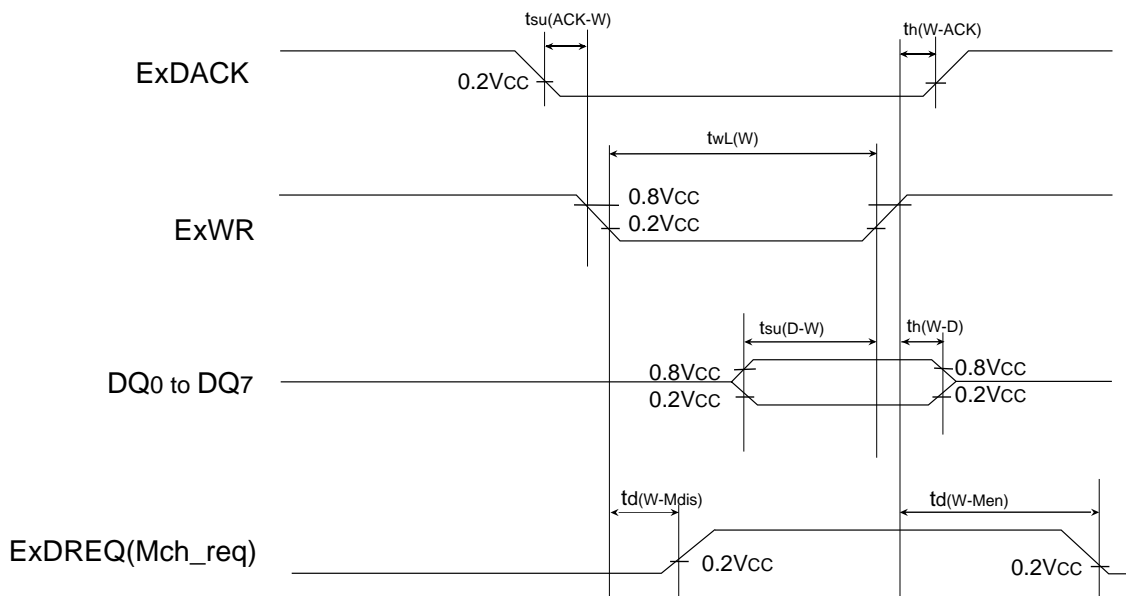 tsu(ACK-W)
th(W-ACK)
ExDACK
0.2VCC
twL(W)
0.8VCC
ExWR
0.2VCC
tsu(D-W)
th(W-D)
0.8VCC
0.8VCC
DQ0 to DQ7
0.2VCC
0.2VCC
td(W-Mdis)
td(W-Men)
ExDREQ(Mch_req)
0.2VCC
0.2VCC